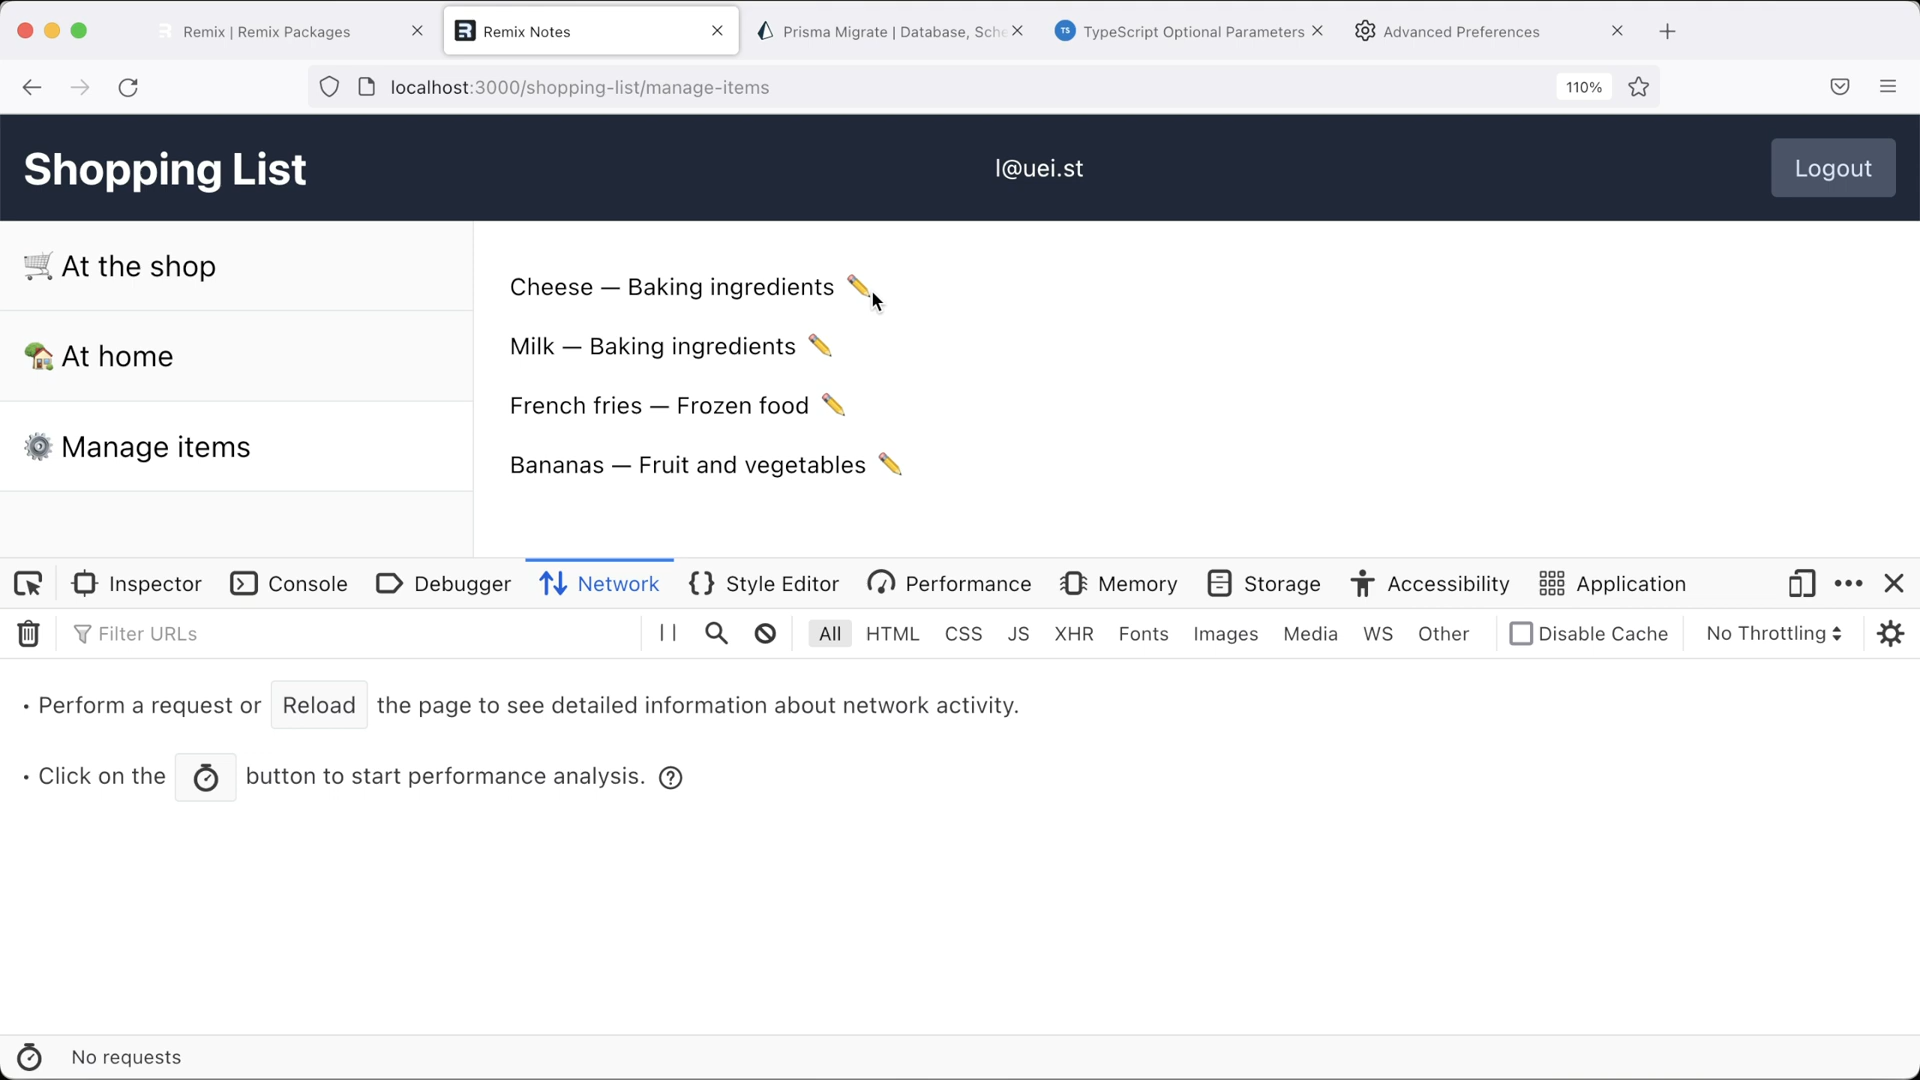 Remix | Remix Packages
Remix Notes
Prisma Migrate | Database, Sche
TS
TypeScript Optional Parameters
Advanced Preferences
localhost:3000/shopping-list/manage-items
110%
Shopping List
l@uei.st
Logout
At the shop
At home
Manage items
Cheese — Baking ingredients
Milk — Baking ingredients
French fries — Frozen food
Bananas — Fruit and vegetables
Inspector
Console
Debugger
Network
Style Editor
Performance
Memory
Storage
Accessibility
Application
Filter URLs
All
HTML
CSS
JS
XHR
Fonts
Images
Media
WS
Other
Disable Cache
No Throttling
• Perform a request or Reload the page to see detailed information about network activity.
• Click on the button to start performance analysis.
No requests